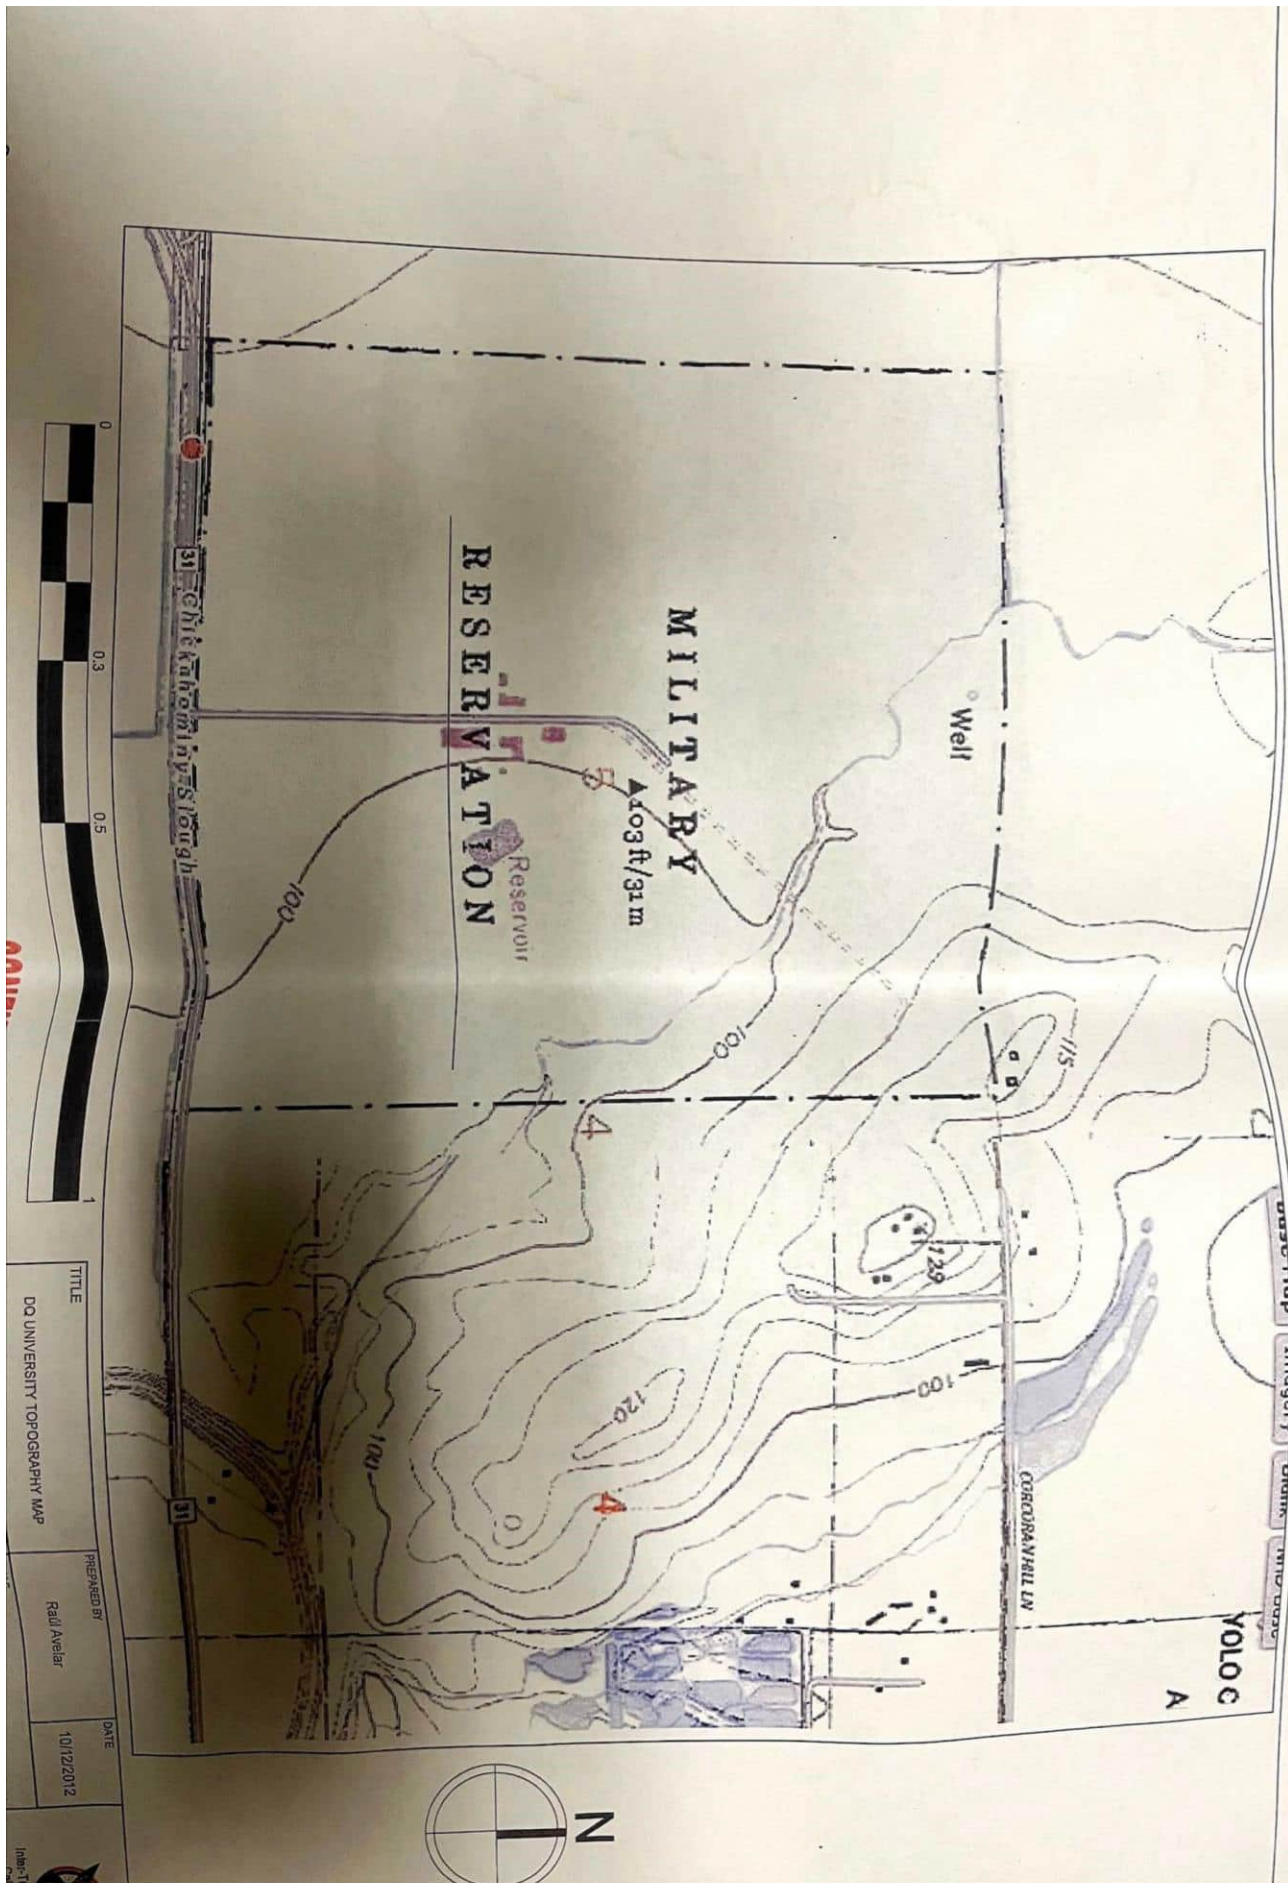 YOLO C
A
CORCORAN HILL LN
Well
115
129
MILITARY
103 ft/31 m
100
100
5
4
120
4
Reservoir
RESERVATION
100
100
31
Chickahominy Slough
31
0
0.3
0.5
1
N
TITLE
DQ UNIVERSITY TOPOGRAPHY MAP
PREPARED BY
Raúl Avelar
DATE
10/12/2012